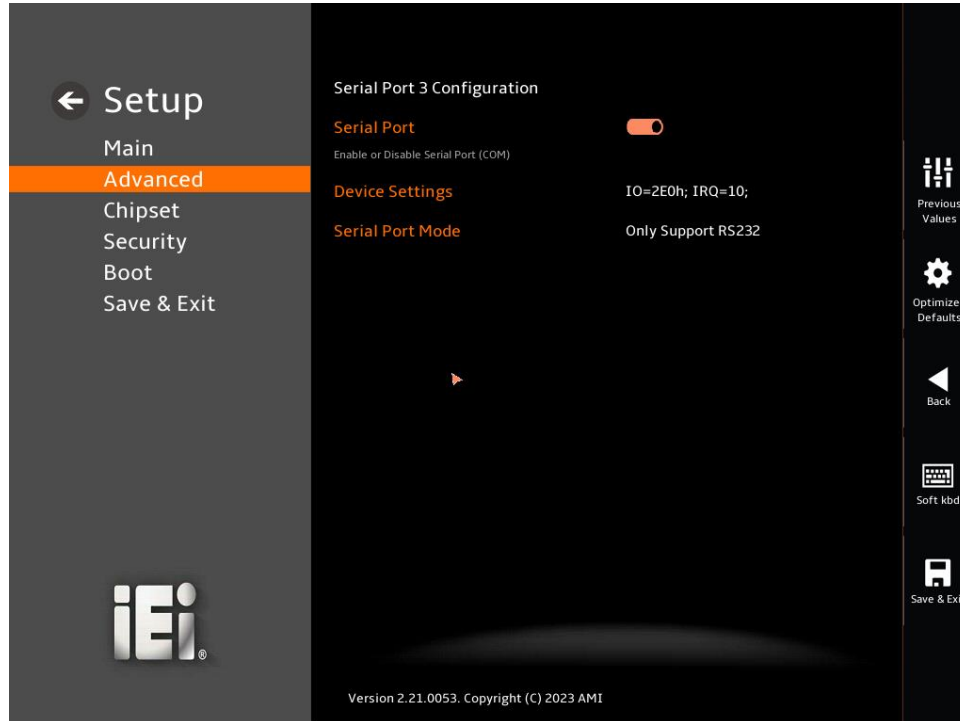 Setup
Main
Advanced
Chipset
Security
Boot
Save & Exit
iEi®
Serial Port 3 Configuration
Serial Port
Enable or Disable Serial Port (COM)
Device Settings IO=2E0h; IRQ=10;
Serial Port Mode Only Support RS232
Version 2.21.0053. Copyright (C) 2023 AMI
Previous
Values
Optimize
Defaults
Back
Soft kbd
Save & Exi